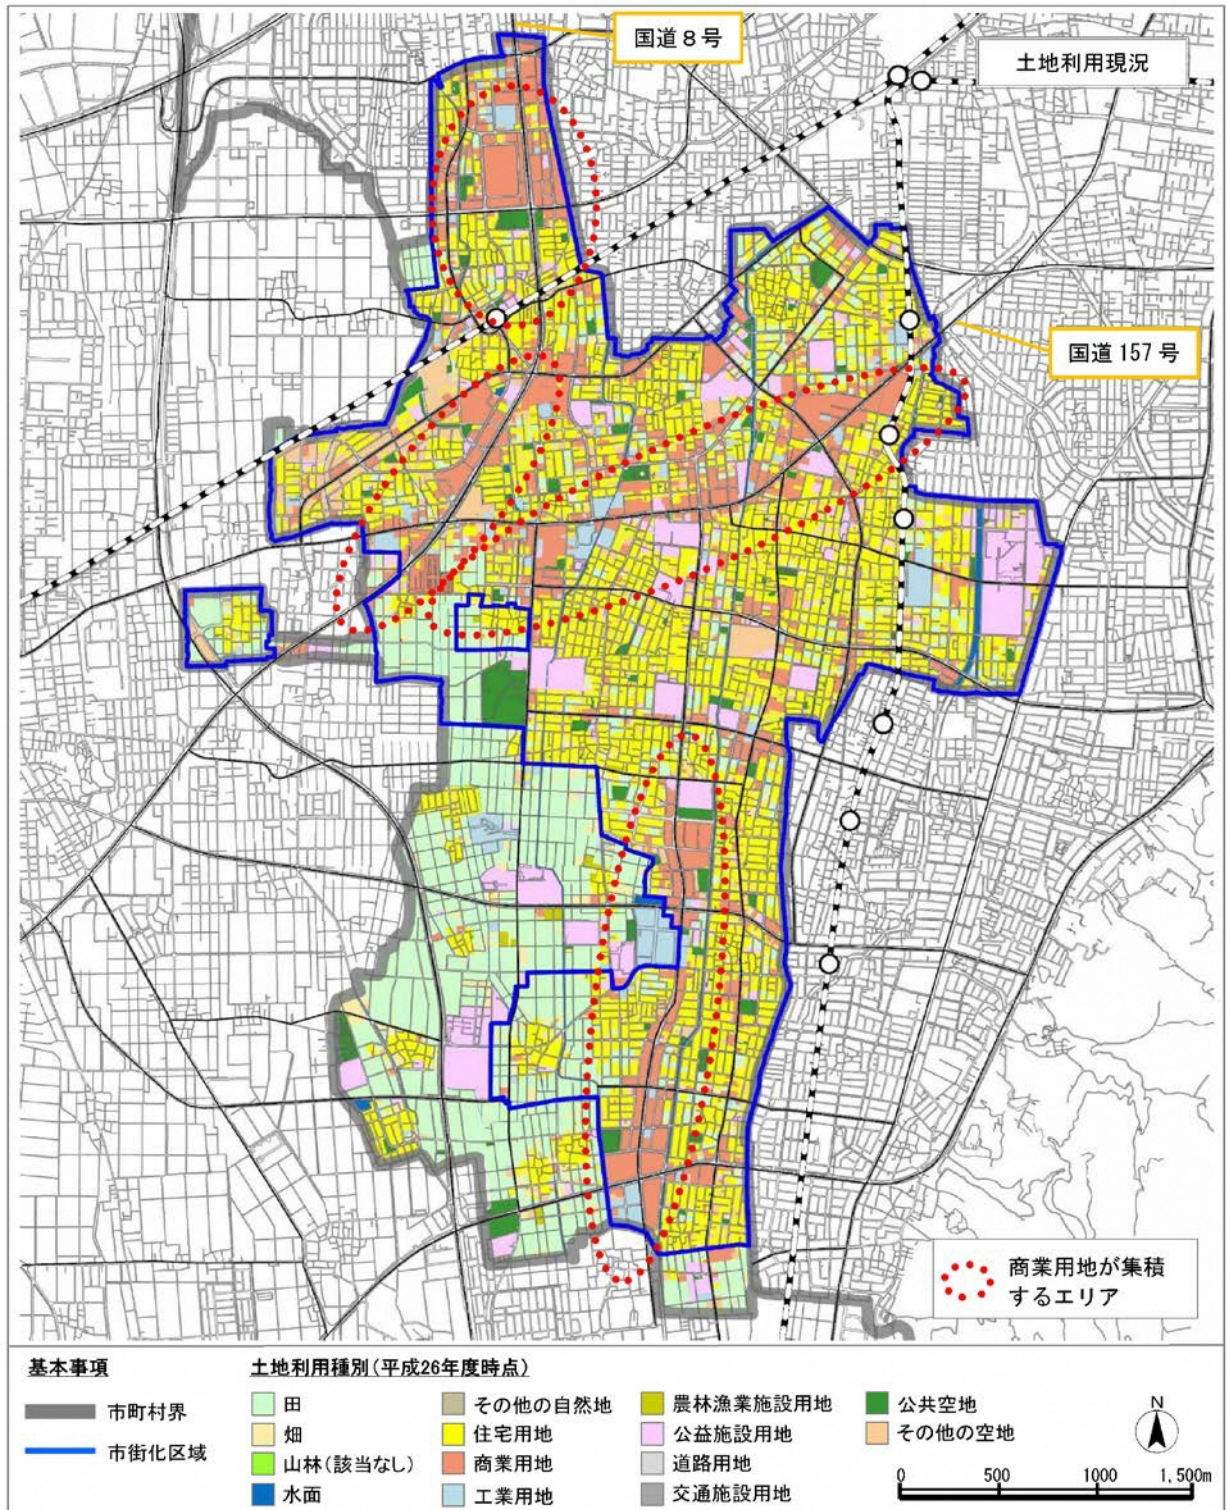 国道8号
土地利用現況
国道157号
商業用地が集積
するエリア
基本事項
市町村界
市街化区域
土地利用種別(平成26年度時点)
田
畑
山林(該当なし)
水面
その他の自然地
住宅用地
商業用地
工業用地
農林漁業施設用地
公益施設用地
道路用地
交通施設用地
公共空地
その他の空地
N
0 500 1000 1,500m